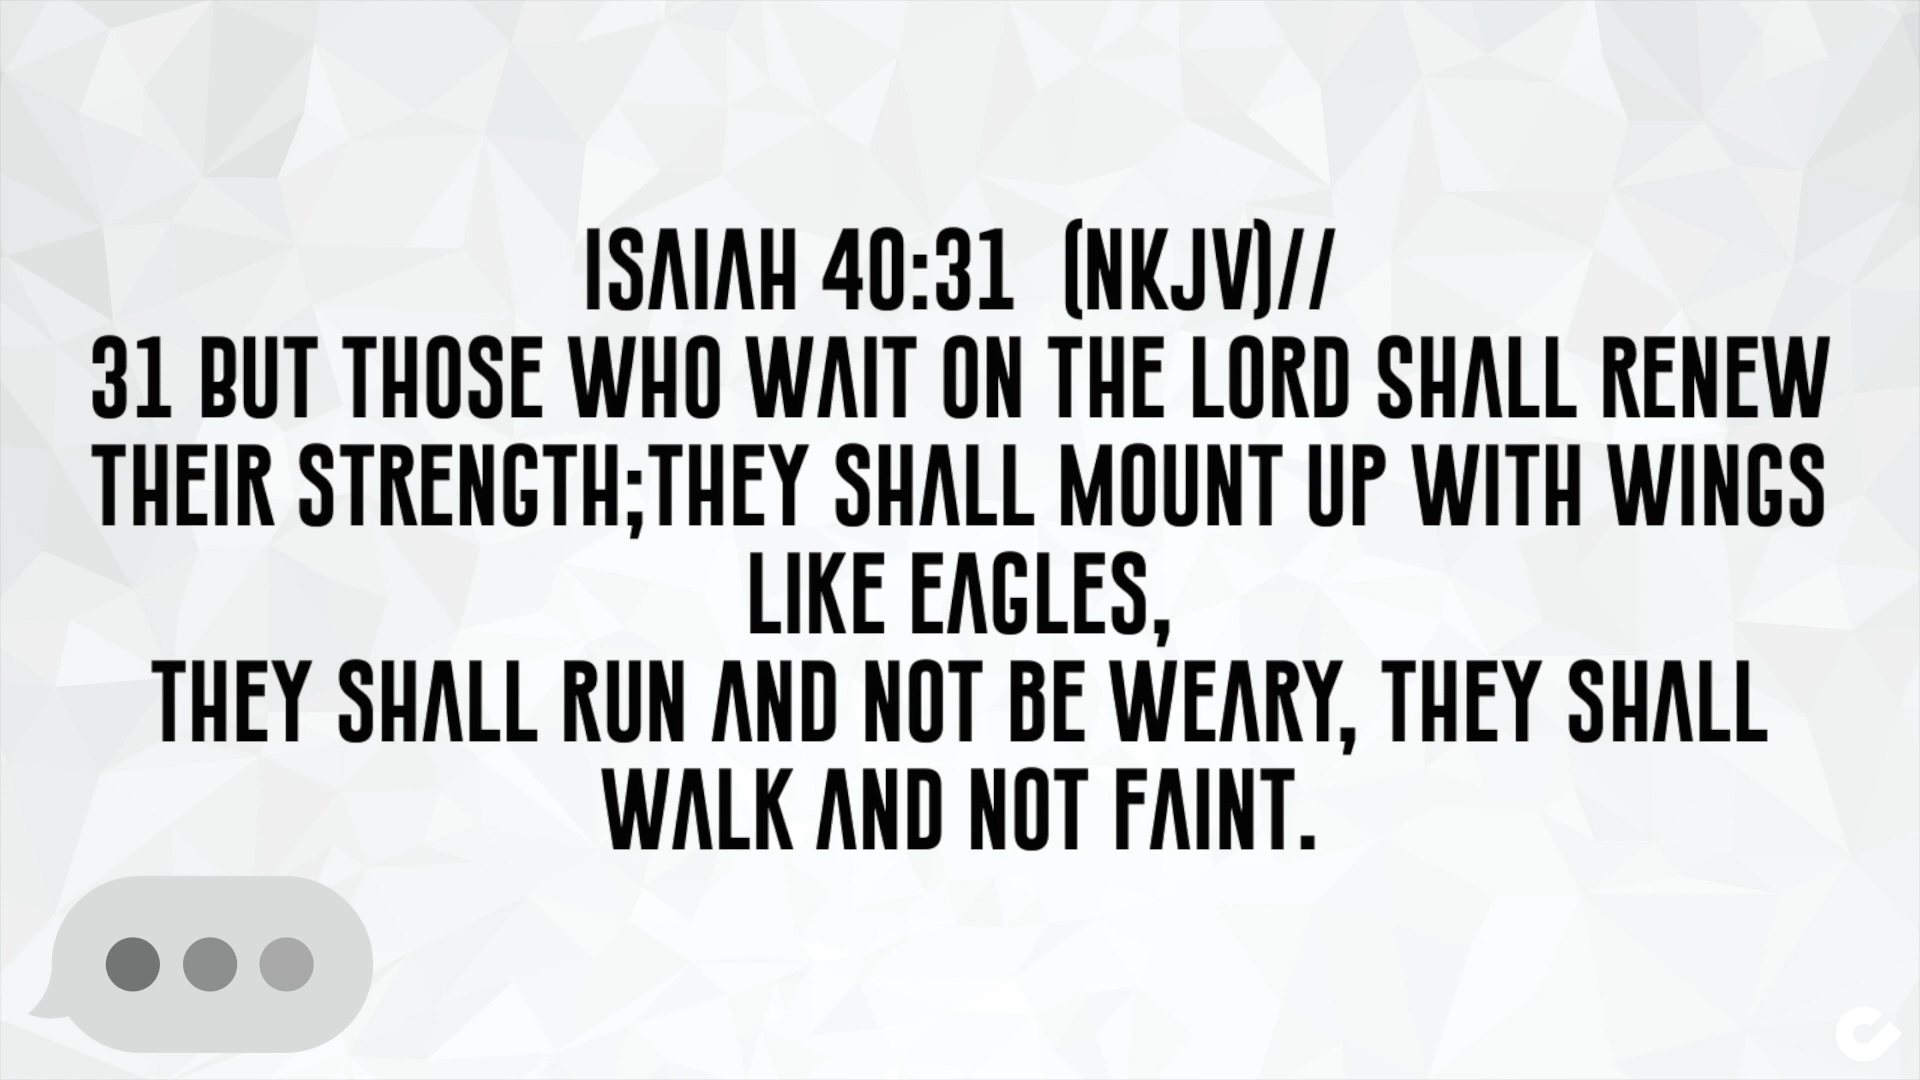 ISAIAH 40:31  (NKJV)//
31 BUT THOSE WHO WAIT ON THE LORD SHALL RENEW
THEIR STRENGTH;THEY SHALL MOUNT UP WITH WINGS
LIKE EAGLES,
THEY SHALL RUN AND NOT BE WEARY, THEY SHALL
WALK AND NOT FAINT.